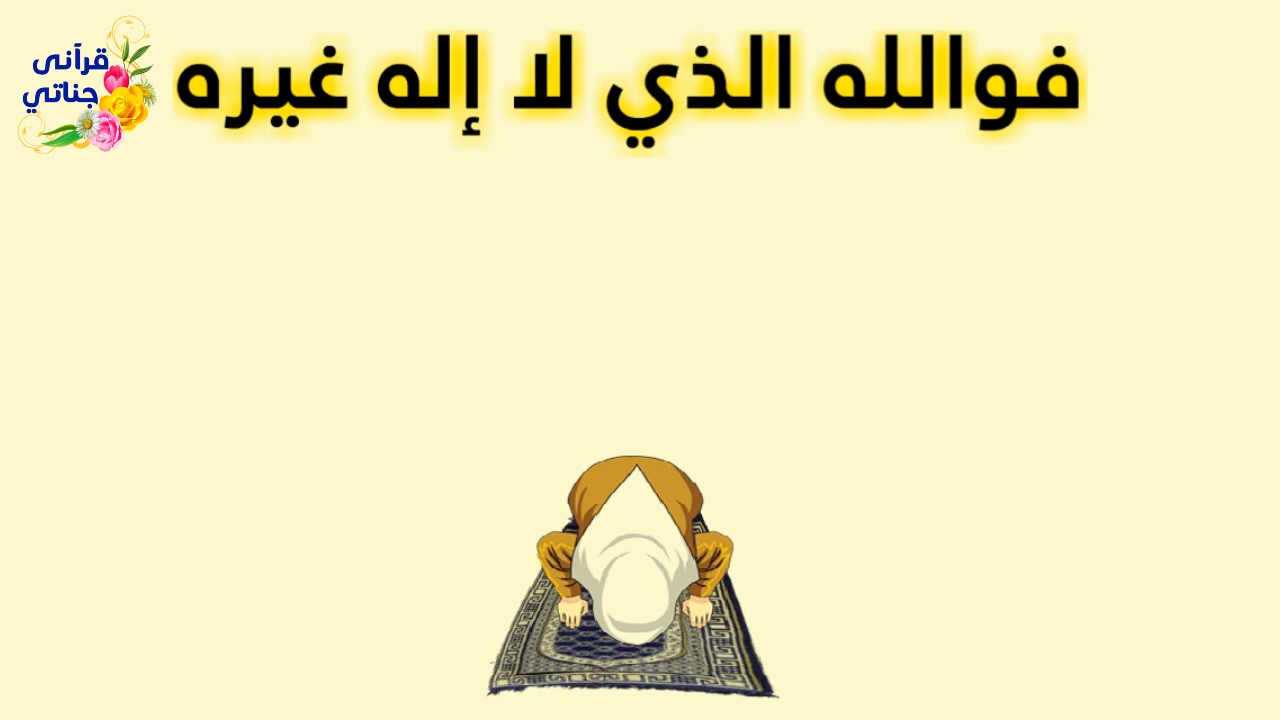 فوالله الذي لا إله غيره
قرآنى
جناتي